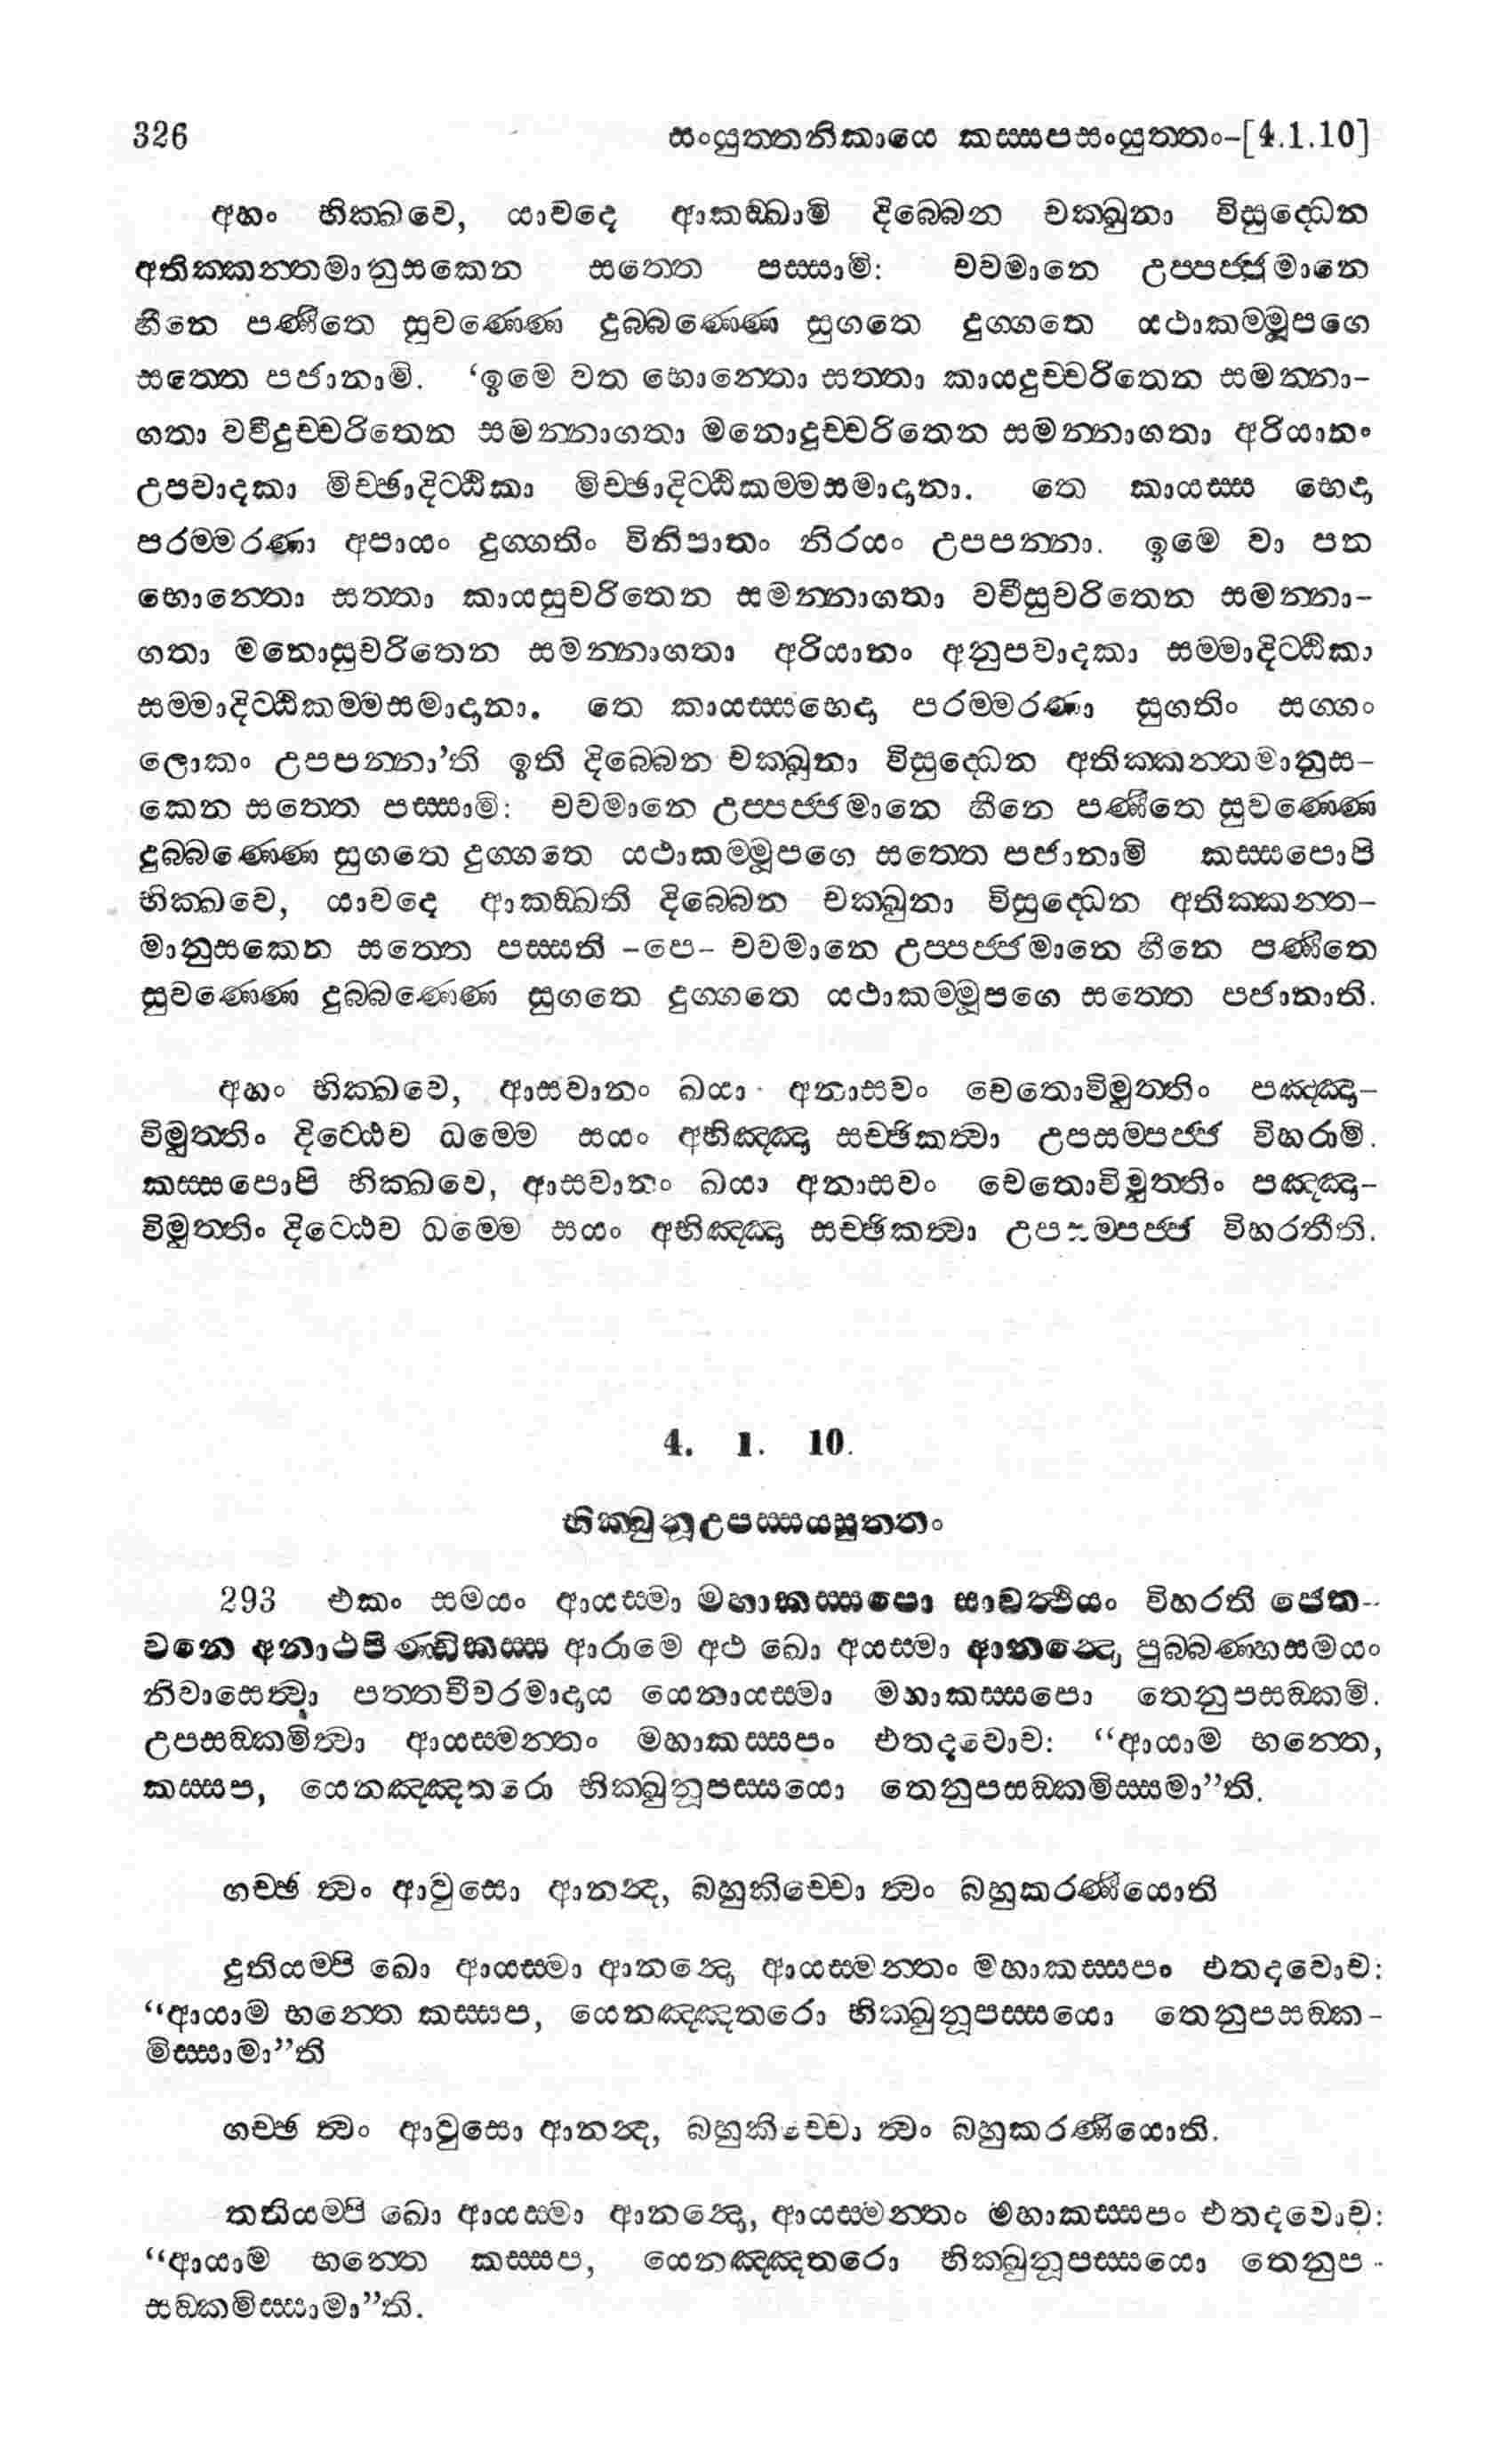 326 සංයුත්තනිකායෙ කස්සපසංයුත්තං-[4.1.10]
අහං භික්ඛවෙ, යාවදෙ ආකඞ්ඛාමි දිබ්බෙන චක්ඛුනා විසුද්ධෙන
අතික්කන්තමානුසකෙන සත්තෙ පස්සාමි: චවමානෙ උප්පජ්ජමානෙ
හීනෙ පණීතෙ සුවණ්ණෙ දුබ්බණ්ණෙ සුගතෙ දුග්ගතෙ යථාකම්මූපගෙ
සත්තෙ පජානාමි. ‘ඉමෙ වත භොන්තො සත්තා කායදුච්චරිතෙන සමන්නා-
ගතා වචීදුච්චරිතෙන සමන්නාගතා මනොදුච්චරිතෙන සමන්නාගතා අරියානං
උපවාදකා මිච්ඡාදිට්ඨිකා මිච්ඡාදිට්ඨිකම්මසමාදානා. තෙ කායස්ස භෙදා
පරම්මරණා අපායං දුග්ගතිං විනිපාතං නිරයං උපපන්නා. ඉමෙ වා පන
භොන්තො සත්තා කායසුචරිතෙන සමන්නාගතා වචීසුචරිතෙන සමන්නා-
ගතා මනොසුචරිතෙන සමන්නාගතා අරියානං අනුපවාදකා සම්මාදිට්ඨිකා
සම්මාදිට්ඨිකම්මසමාදානා. තෙ කායස්සභෙදා පරම්මරණා සුගතිං සග්ගං
ලොකං උපපන්නා’ති ඉති දිබ්බෙන චක්ඛුනා විසුද්ධෙන අතික්කන්තමානුස-
කෙන සත්තෙ පස්සාමි: චවමානෙ උප්පජ්ජමානෙ හීනෙ පණීතෙ සුවණ්ණෙ
දුබ්බණ්ණෙ සුගතෙ දුග්ගතෙ යථාකම්මූපගෙ සත්තෙ පජානාමි කස්සපොපි
භික්ඛවෙ, යාවදෙ ආකඞ්ඛති දිබ්බෙන චක්ඛුනා විසුද්ධෙන අතික්කන්ත-
මානුසකෙන සත්තෙ පස්සති -පෙ- චවමානෙ උප්පජ්ජමානෙ හීනෙ පණීතෙ
සුවණ්ණෙ දුබ්බණ්ණෙ සුගතෙ දුග්ගතෙ යථාකම්මූපගෙ සත්තෙ පජානාති.
අහං භික්ඛවෙ, ආසවානං ඛයා අනාසවං චෙතොවිමුත්තිං පඤ්ඤා-
විමුත්තිං දිට්ඨෙව ධම්මෙ සයං අභිඤ්ඤා සච්ඡිකත්වා උපසම්පජ්ජ විහරාමි.
කස්සපොපි භික්ඛවෙ, ආසවානං ඛයා අනාසවං චෙතොවිමුත්තිං පඤ්ඤා-
විමුත්තිං දිට්ඨෙව ධම්මෙ සයං අභිඤ්ඤා සච්ඡිකත්වා උපසම්පජ්ජ විහරතීති.
4. 1. 10.
භික්ඛුනූඋපස්සයසුත්තං
293 එකං සමයං ආයස්මා මහාකස්සපො සාවත්ථියං විහරති ජෙත-
වනෙ අනාථපිණ්ඩිකස්ස ආරාමෙ අථ ඛො අයස්මා ආනන්දො පුබ්බණ්හසමයං
නිවාසෙත්වා පත්තචීවරමාදාය යෙනායස්මා මහාකස්සපො තෙනුපසඞ්කමි.
උපසඞ්කමිත්වා ආයස්මන්තං මහාකස්සපං එතදවොච: “ආයාම භන්තෙ,
කස්සප, යෙනඤ්ඤතරො භික්ඛුනූපස්සයො තෙනුපසඞ්කමිස්සමා”ති.
ගච්ඡ ත්වං ආවුසො ආනන්ද, බහුකිච්චො ත්වං බහුකරණීයොති
දුතියම්පි ඛො ආයස්මා ආනන්දො ආයස්මන්තං මහාකස්සපං එතදවොච:
“ආයාම භන්තෙ කස්සප, යෙනඤ්ඤතරො භික්ඛුනූපස්සයො තෙනුපසඞ්ක-
මිස්සාමා”ති
ගච්ඡ ත්වං ආවුසො ආනන්ද, බහුකිච්චො ත්වං බහුකරණීයොති.
තතියම්පි ඛො ආයස්මා ආනන්දො, ආයස්මන්තං මහාකස්සපං එතදවොච:
“ආයාම භන්තෙ කස්සප, යෙනඤ්ඤතරො භික්ඛුනූපස්සයො තෙනුප-
සඞ්කමිස්සාමා”ති.